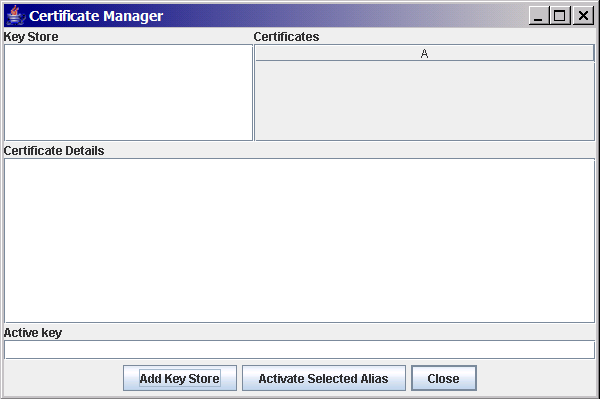 Certificate Manager
Key Store
Certificates
A
Certificate Details
Active key
Add Key Store
Activate Selected Alias
Close